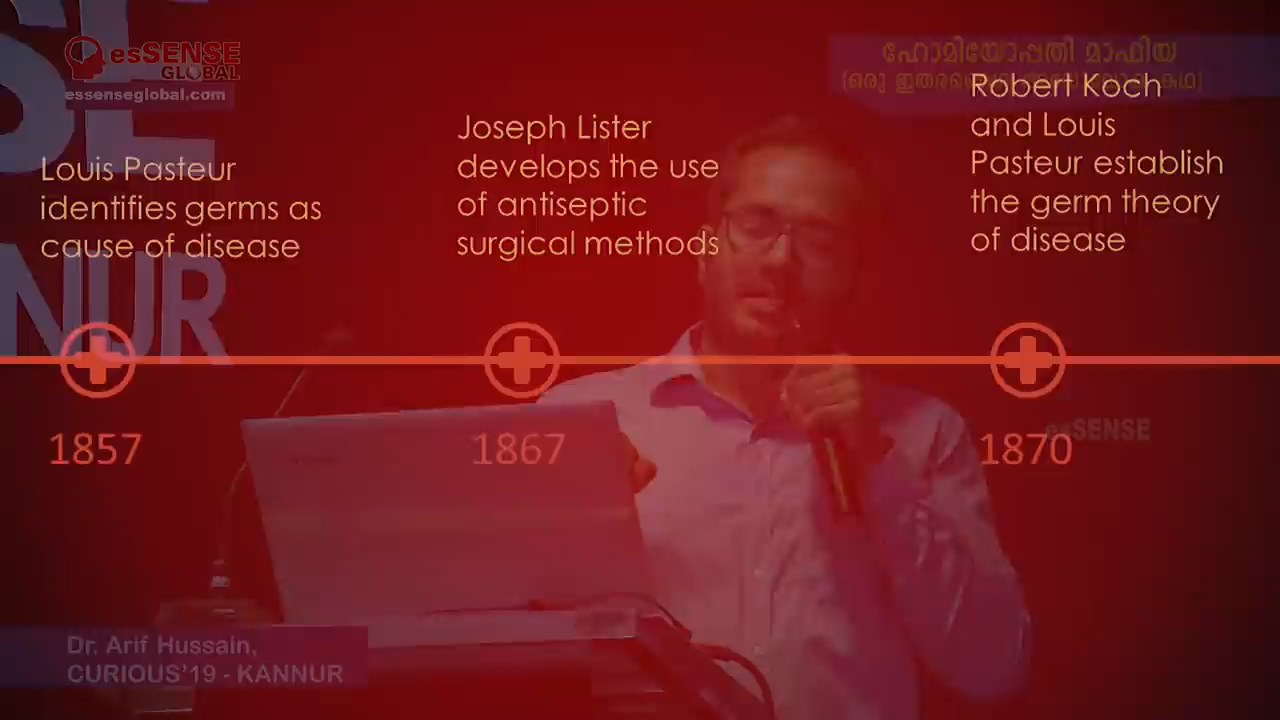 esSENSE
GLOBAL
essenseglobal.com
ഹോമിയോപ്പതി മാഫിയ
Louis Pasteur
identifies germs as
cause of disease
Joseph Lister
develops the use
of antiseptic
surgical methods
Robert Koch
and Louis
Pasteur establish
the germ theory
of disease
NUR
1857
1867
1870
esSENSE
Dr. Arif Hussain,
CURIOUS'19 - KANNUR